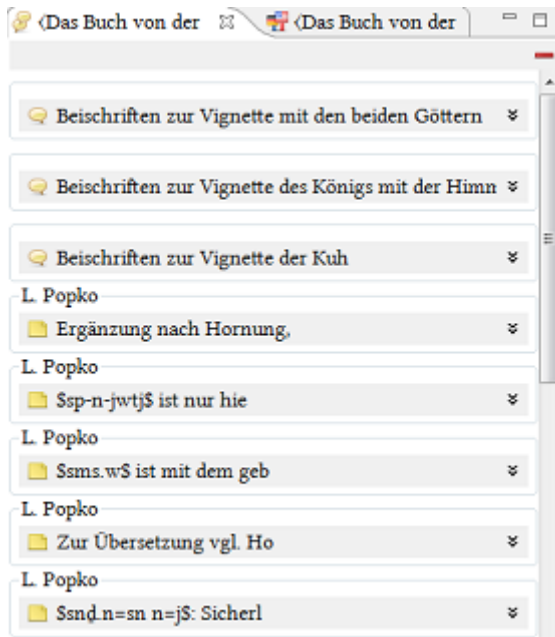 ⟨Das Buch von der
⟨Das Buch von der
Beischriften zur Vignette mit den beiden Göttern
Beischriften zur Vignette des Königs mit der Himm
Beischriften zur Vignette der Kuh
L. Popko
Ergänzung nach Hornung,
L. Popko
$sp-n-jwtj$ ist nur hie
L. Popko
$sms.w$ ist mit dem geb
L. Popko
Zur Übersetzung vgl. Ho
L. Popko
$snḏ.n=sn n=j$: Sicherl